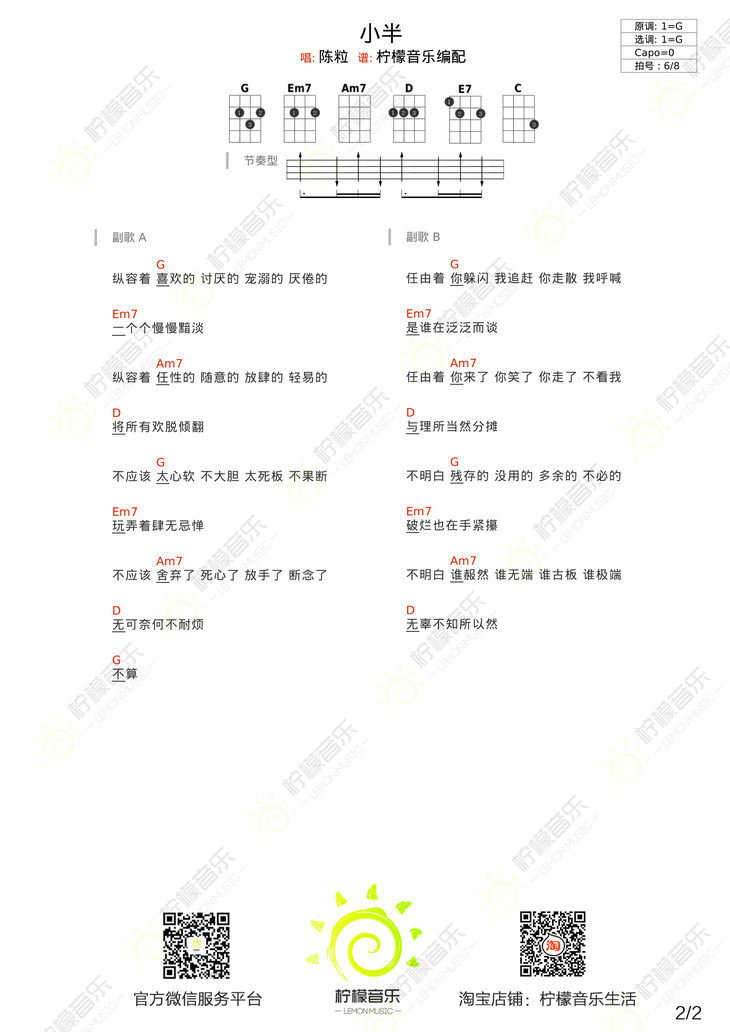 小半
唱: 陈粒 谱: 柠檬音乐编配
原调: 1=G
选调: 1=G
Capo=0
拍号：6/8
G Em7 Am7 D E7 C
节奏型
副歌 A
G
纵容着 喜欢的 讨厌的 宠溺的 厌倦的
Em7
一个个慢慢黯淡
Am7
纵容着 任性的 随意的 放肆的 轻易的
D
将所有欢脱倾翻
G
不应该 太心软 不大胆 太死板 不果断
Em7
玩弄着肆无忌惮
Am7
不应该 舍弃了 死心了 放手了 断念了
D
无可奈何不耐烦
G
不算
副歌 B
G
任由着 你躲闪 我追赶 你走散 我呼喊
Em7
是谁在泛泛而谈
Am7
任由着 你来了 你笑了 你走了 不看我
D
与理所当然分摊
G
不明白 残存的 没用的 多余的 不必的
Em7
破烂也在手紧攥
Am7
不明白 谁赧然 谁无端 谁古板 谁极端
D
无辜不知所以然
官方微信服务平台
柠檬音乐
LEMON MUSIC
淘
淘宝店铺：柠檬音乐生活
2/2